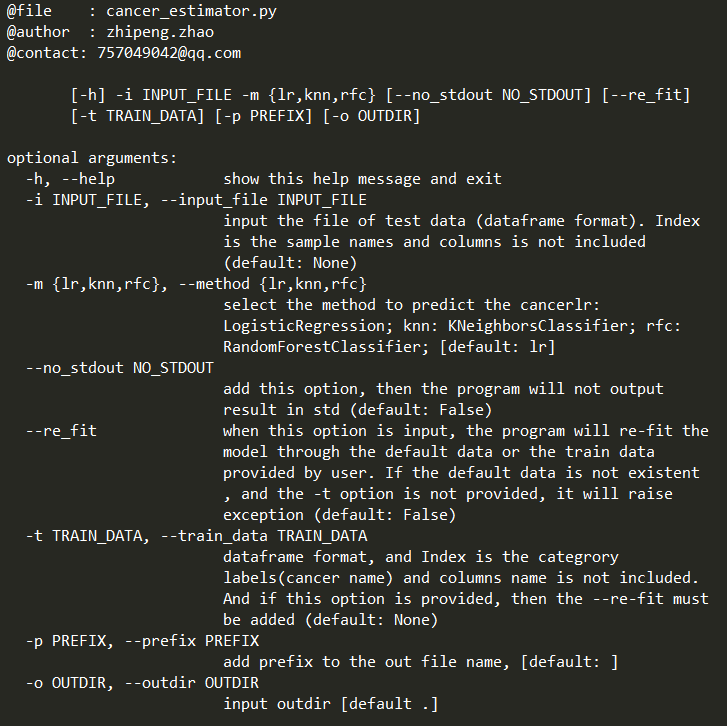 @file    : cancer_estimator.py
@author  : zhipeng.zhao
@contact: 757049042@qq.com
[-h] -i INPUT_FILE -m {lr,knn,rfc} [--no_stdout NO_STDOUT] [--re_fit]
[-t TRAIN_DATA] [-p PREFIX] [-o OUTDIR]
optional arguments:
-h, --help            show this help message and exit
-i INPUT_FILE, --input_file INPUT_FILE
input the file of test data (dataframe format). Index
is the sample names and columns is not included
(default: None)
-m {lr,knn,rfc}, --method {lr,knn,rfc}
select the method to predict the cancerlr:
LogisticRegression; knn: KNeighborsClassifier; rfc:
RandomForestClassifier; [default: lr]
--no_stdout NO_STDOUT
add this option, then the program will not output
result in std (default: False)
--re_fit              when this option is input, the program will re-fit the
model through the default data or the train data
provided by user. If the default data is not existent
, and the -t option is not provided, it will raise
exception (default: False)
-t TRAIN_DATA, --train_data TRAIN_DATA
dataframe format, and Index is the categrory
labels(cancer name) and columns name is not included.
And if this option is provided, then the --re-fit must
be added (default: None)
-p PREFIX, --prefix PREFIX
add prefix to the out file name, [default: ]
-o OUTDIR, --outdir OUTDIR
input outdir [default .]